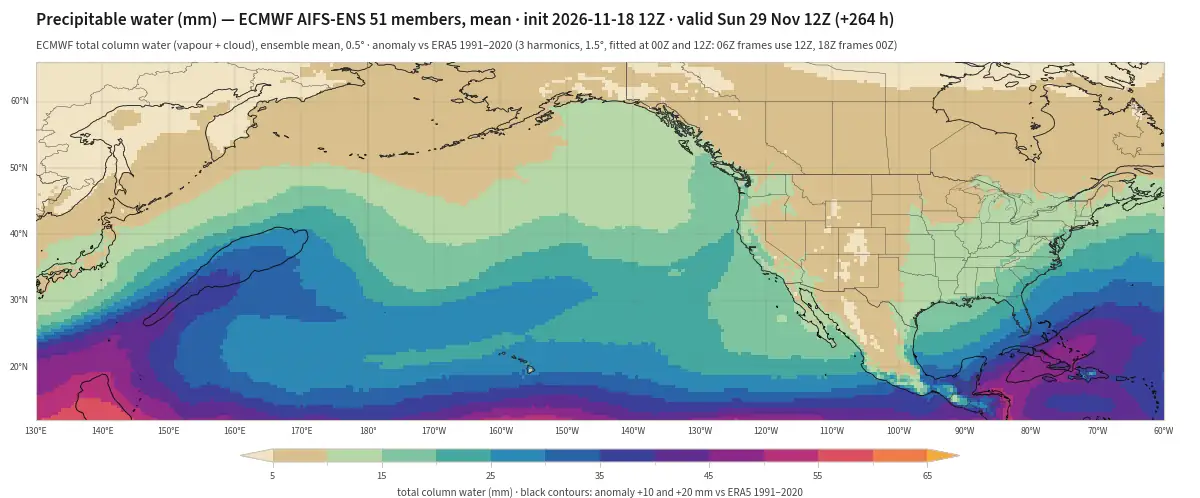 Precipitable water (mm) — ECMWF AIFS-ENS 51 members, mean · init 2026-11-18 12Z · valid Sun 29 Nov 12Z (+264 h)
ECMWF total column water (vapour + cloud), ensemble mean, 0.5° · anomaly vs ERA5 1991–2020 (3 harmonics, 1.5°, fitted at 00Z and 12Z: 06Z frames use 12Z, 18Z frames 00Z)
60°N
50°N
40°N
30°N
20°N
130°E 140°E 150°E 160°E 170°E 180° 170°W 160°W 150°W 140°W 130°W 120°W 110°W 100°W 90°W 80°W 70°W 60°W
5 15 25 35 45 55 65
total column water (mm) · black contours: anomaly +10 and +20 mm vs ERA5 1991–2020